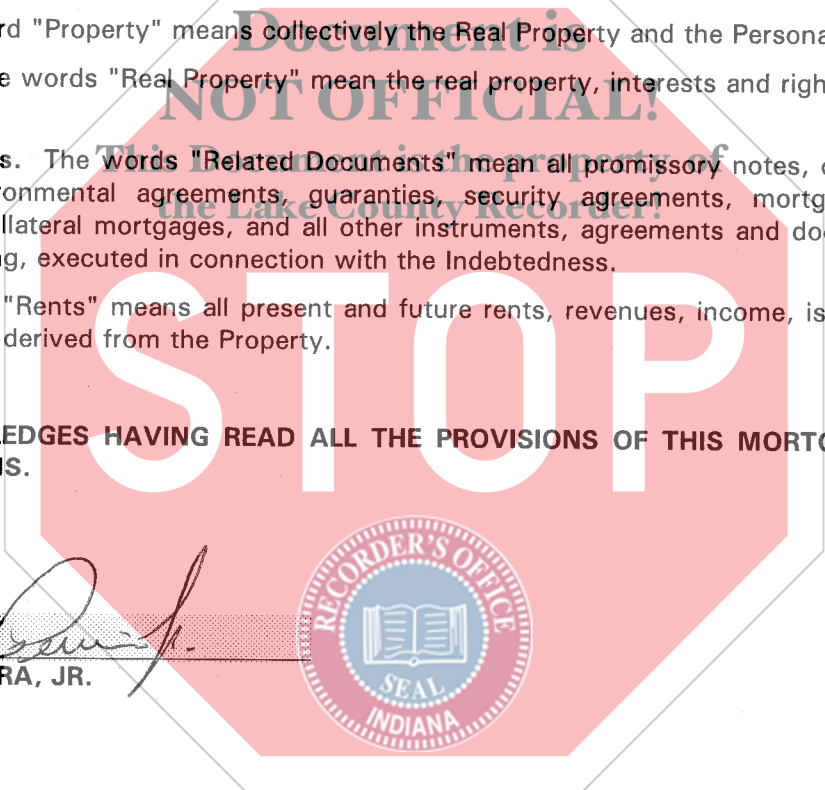 Document is
rd "Property" means collectively the Real Property and the Persona
e words "Real Property" mean the real property, interests and righ
NOT OFFICIAL!
s. The words "Related Documents" mean all promissory notes,
This Document is the property of
ronmental agreements, guaranties, security agreements, mortg
the Lake County Recorder!
llateral mortgages, and all other instruments, agreements and do
g, executed in connection with the Indebtedness.
"Rents" means all present and future rents, revenues, income, is
derived from the Property.
STOP
LEDGES HAVING READ ALL THE PROVISIONS OF THIS MORTG
IS.
RECORDER'S OFFICE
SEAL
INDIANA
RA, JR.